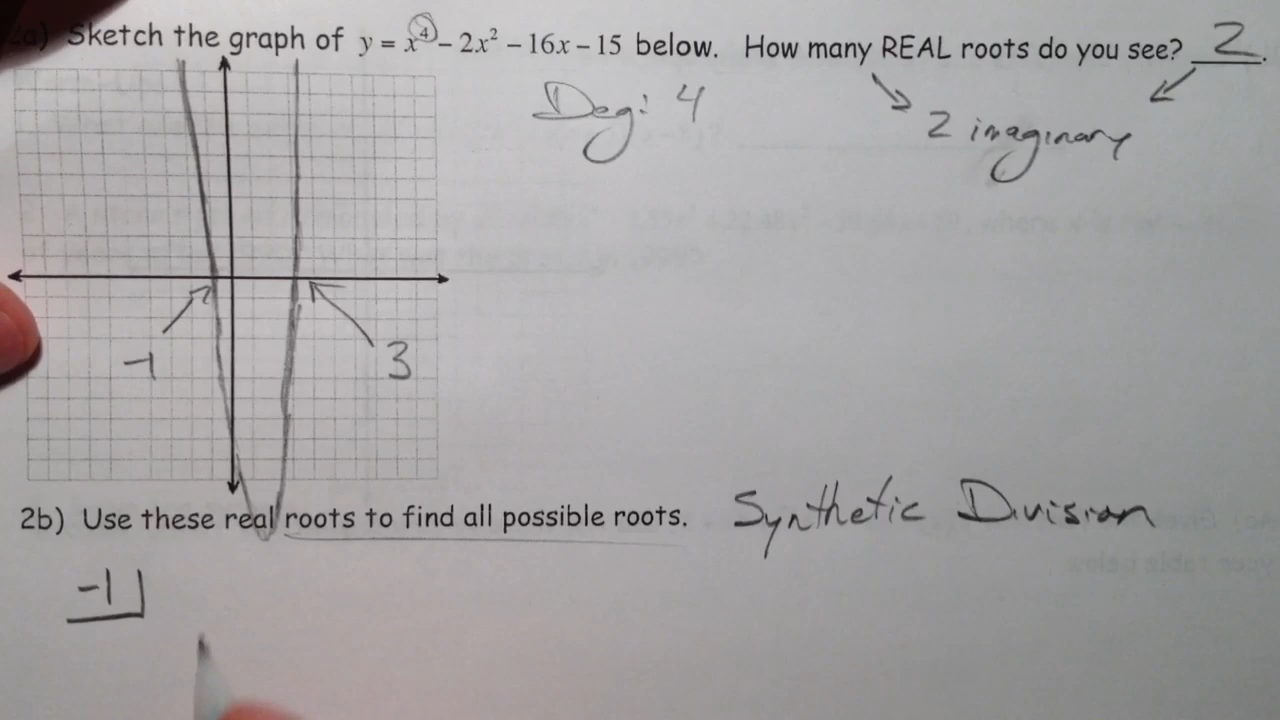 a) Sketch the graph of y = x⁴ – 2x² – 16x – 15 below. How many REAL roots do you see? 2.
Deg: 4
2 imaginary
-1
3
2b) Use these real roots to find all possible roots. Synthetic Division
-1